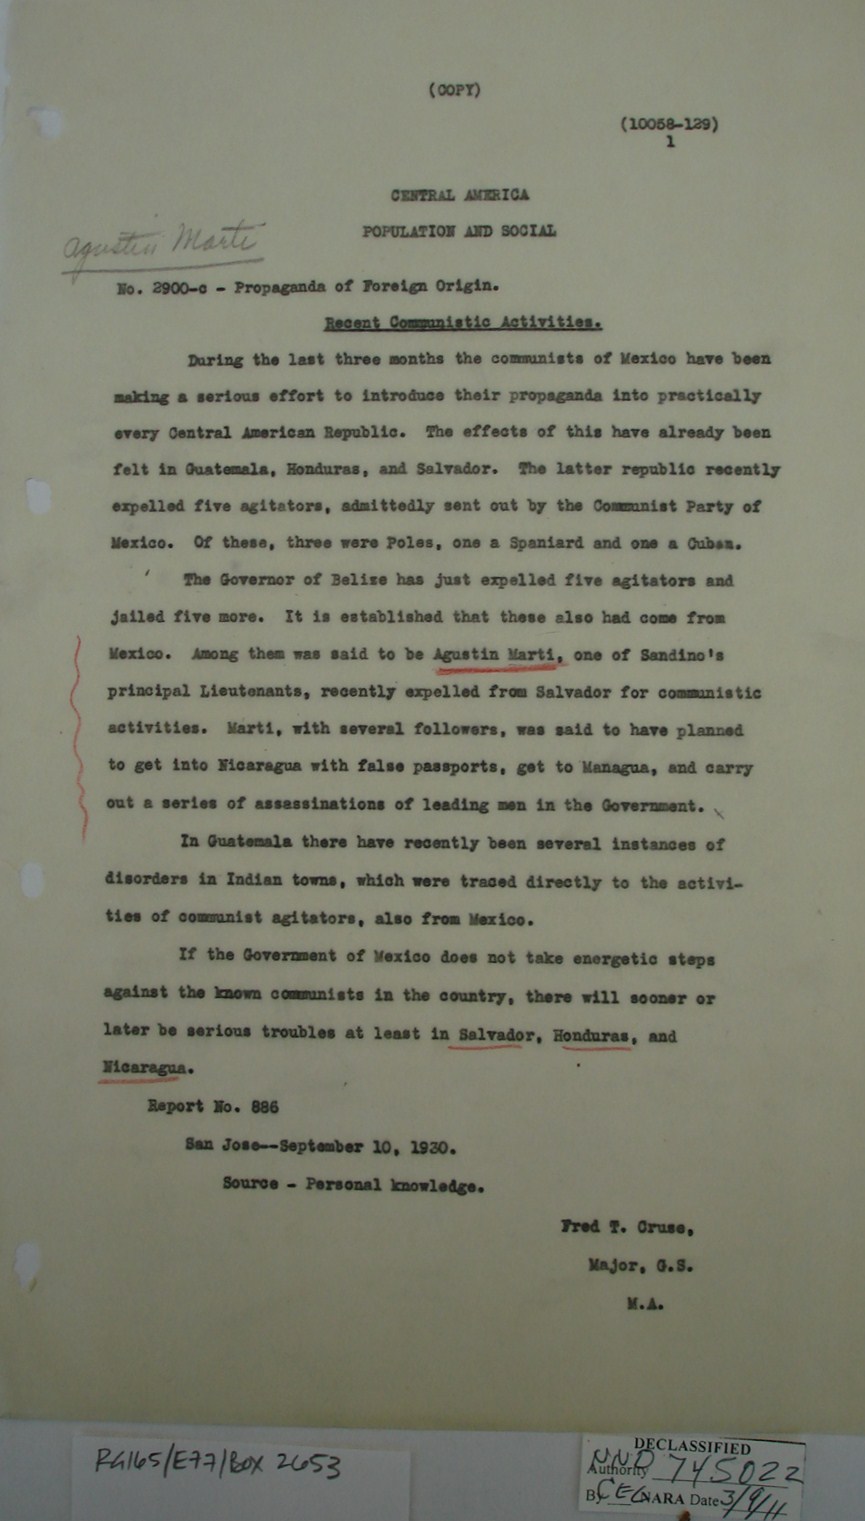 (COPY)
(10058-129)
1
CENTRAL AMERICA
Agustin Marti
POPULATION AND SOCIAL
No. 2900-c - Propaganda of Foreign Origin.
Recent Communistic Activities.
During the last three months the communists of Mexico have been
making a serious effort to introduce their propaganda into practically
every Central American Republic. The effects of this have already been
felt in Guatemala, Honduras, and Salvador. The latter republic recently
expelled five agitators, admittedly sent out by the Communist Party of
Mexico. Of these, three were Poles, one a Spaniard and one a Cuban.
The Governor of Belize has just expelled five agitators and
jailed five more. It is established that these also had come from
Mexico. Among them was said to be Agustin Marti, one of Sandino's
principal Lieutenants, recently expelled from Salvador for communistic
activities. Marti, with several followers, was said to have planned
to get into Nicaragua with false passports, get to Managua, and carry
out a series of assassinations of leading men in the Government.
In Guatemala there have recently been several instances of
disorders in Indian towns, which were traced directly to the activi-
ties of communist agitators, also from Mexico.
If the Government of Mexico does not take energetic steps
against the known communists in the country, there will sooner or
later be serious troubles at least in Salvador, Honduras, and
Nicaragua.
Report No. 886
San Jose--September 10, 1930.
Source - Personal knowledge.
Fred T. Cruse,
Major, G.S.
M.A.
RG165/E77/Box 2653
DECLASSIFIED
Authority NND 745022
By CEG NARA Date 3/9/11